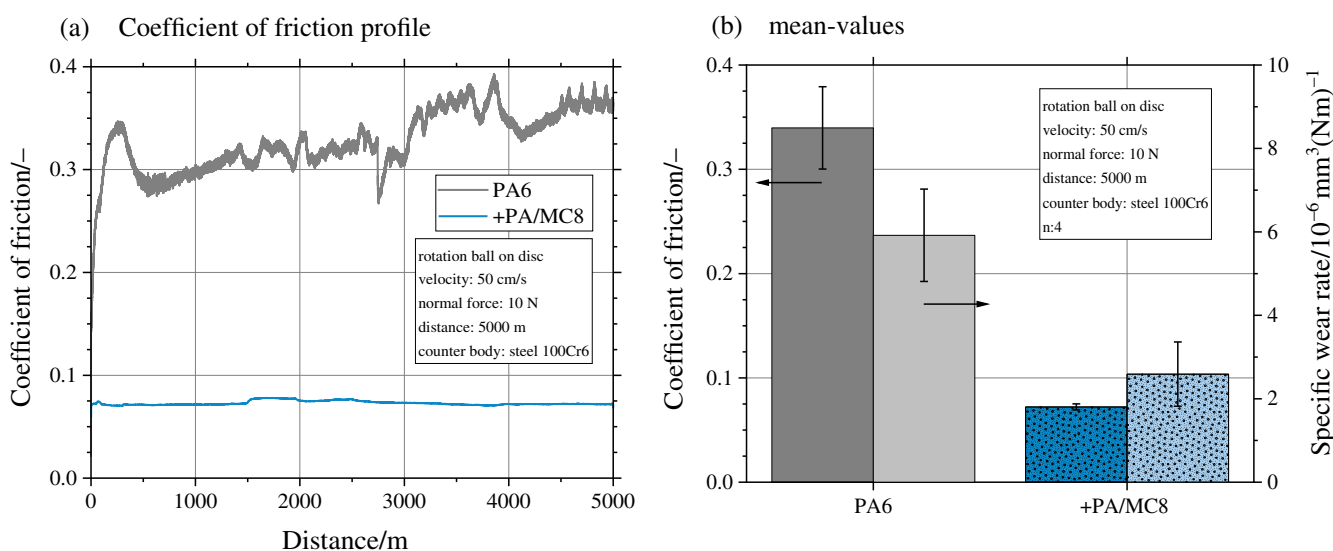 (a) Coefficient of friction profile
Coefficient of friction/–
0.4
0.3
0.2
0.1
0.0
0 1000 2000 3000 4000 5000
Distance/m
PA6
+PA/MC8
rotation ball on disc
velocity: 50 cm/s
normal force: 10 N
distance: 5000 m
counter body: steel 100Cr6
(b) mean-values
Coefficient of friction/–
0.4
0.3
0.2
0.1
0.0
PA6 +PA/MC8
rotation ball on disc
velocity: 50 cm/s
normal force: 10 N
distance: 5000 m
counter body: steel 100Cr6
n:4
10
8
6
4
2
0
Specific wear rate/10⁻⁶ mm³(Nm)⁻¹